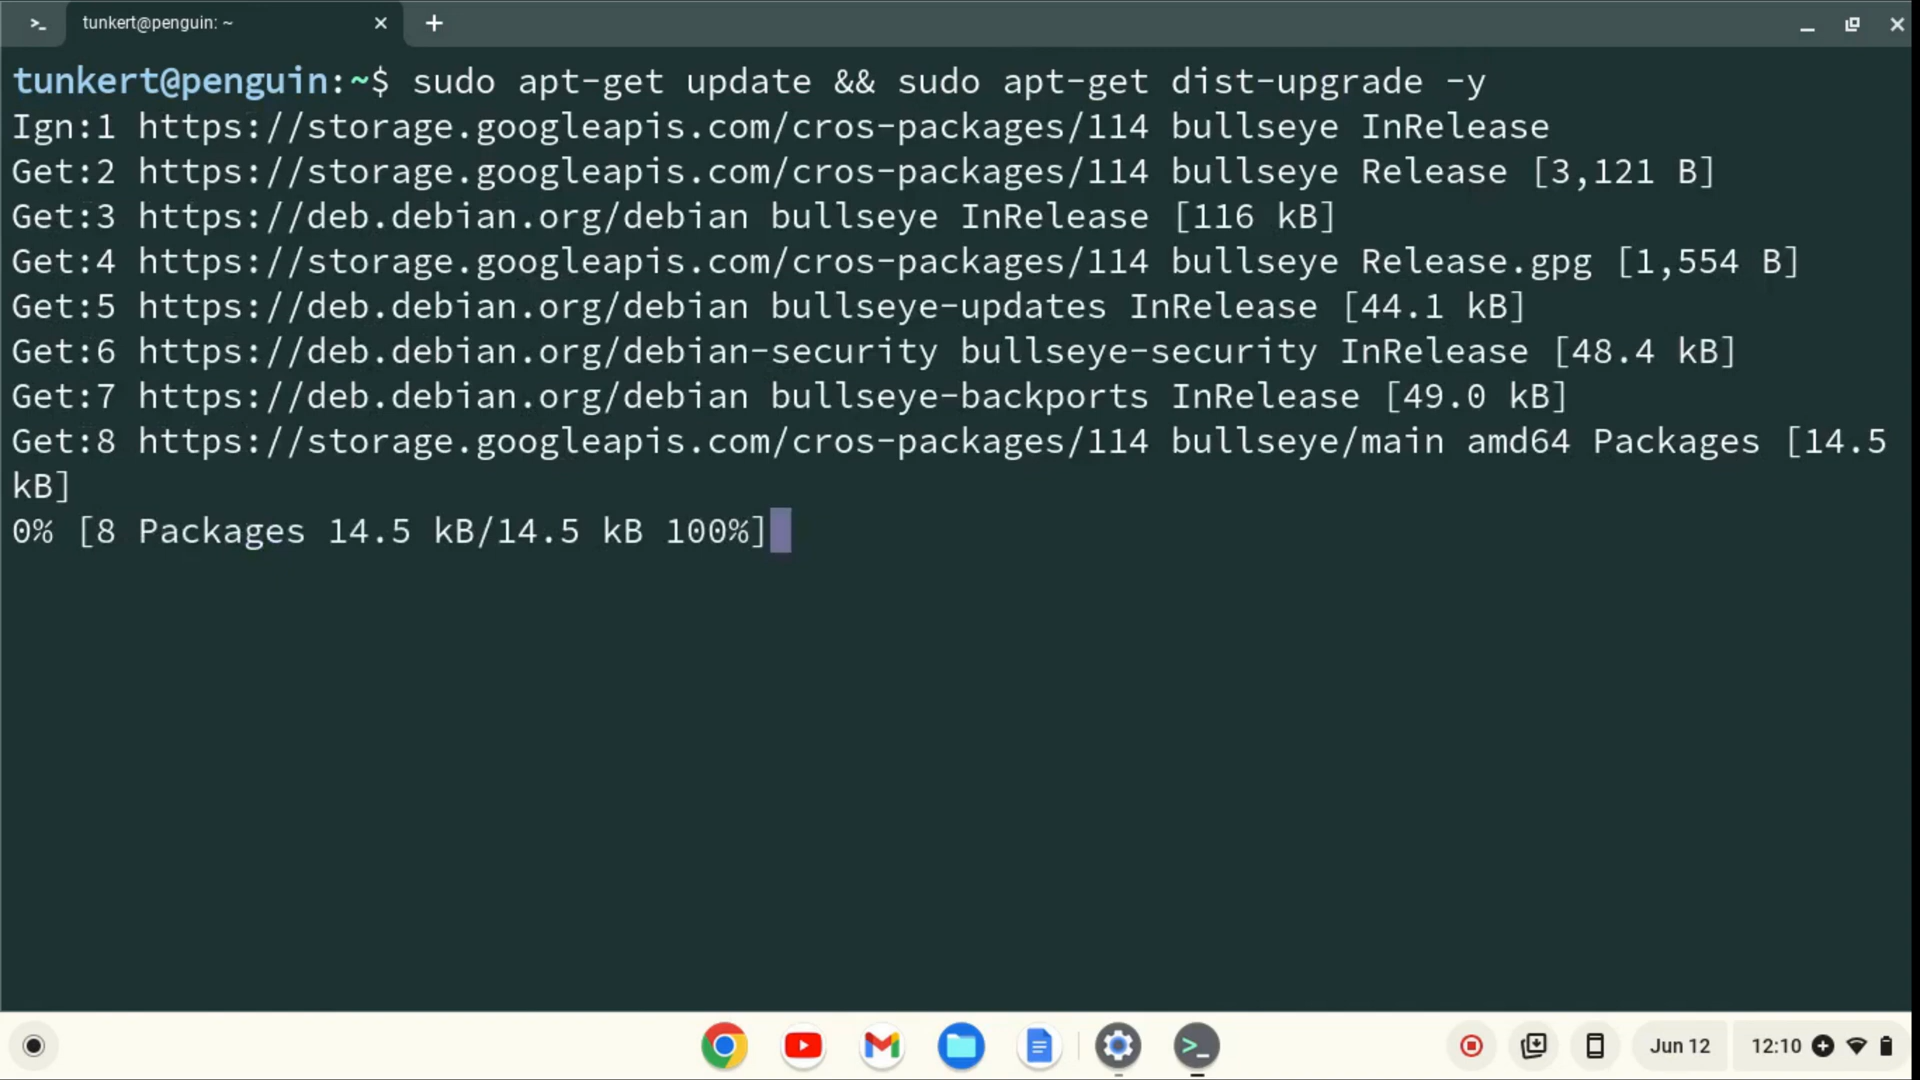 >_ tunkert@penguin: ~
tunkert@penguin:~$ sudo apt-get update && sudo apt-get dist-upgrade -y
Ign:1 https://storage.googleapis.com/cros-packages/114 bullseye InRelease
Get:2 https://storage.googleapis.com/cros-packages/114 bullseye Release [3,121 B]
Get:3 https://deb.debian.org/debian bullseye InRelease [116 kB]
Get:4 https://storage.googleapis.com/cros-packages/114 bullseye Release.gpg [1,554 B]
Get:5 https://deb.debian.org/debian bullseye-updates InRelease [44.1 kB]
Get:6 https://deb.debian.org/debian-security bullseye-security InRelease [48.4 kB]
Get:7 https://deb.debian.org/debian bullseye-backports InRelease [49.0 kB]
Get:8 https://storage.googleapis.com/cros-packages/114 bullseye/main amd64 Packages [14.5
kB]
0% [8 Packages 14.5 kB/14.5 kB 100%]
Jun 12 12:10